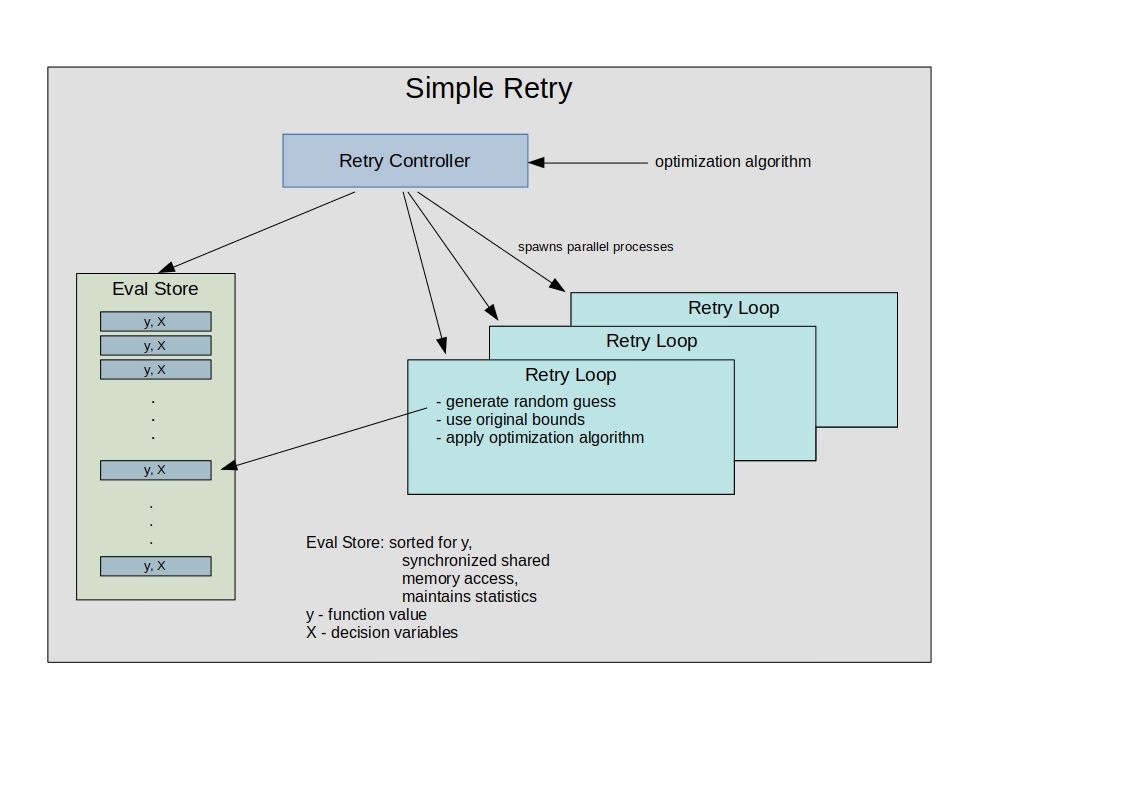 Simple Retry
Retry Controller
optimization algorithm
spawns parallel processes
Eval Store
y, X
y, X
y, X
.
.
.
y, X
.
.
.
y, X
Retry Loop
Retry Loop
Retry Loop
- generate random guess
- use original bounds
- apply optimization algorithm
Eval Store: sorted for y,
synchronized shared
memory access,
maintains statistics
y - function value
X - decision variables